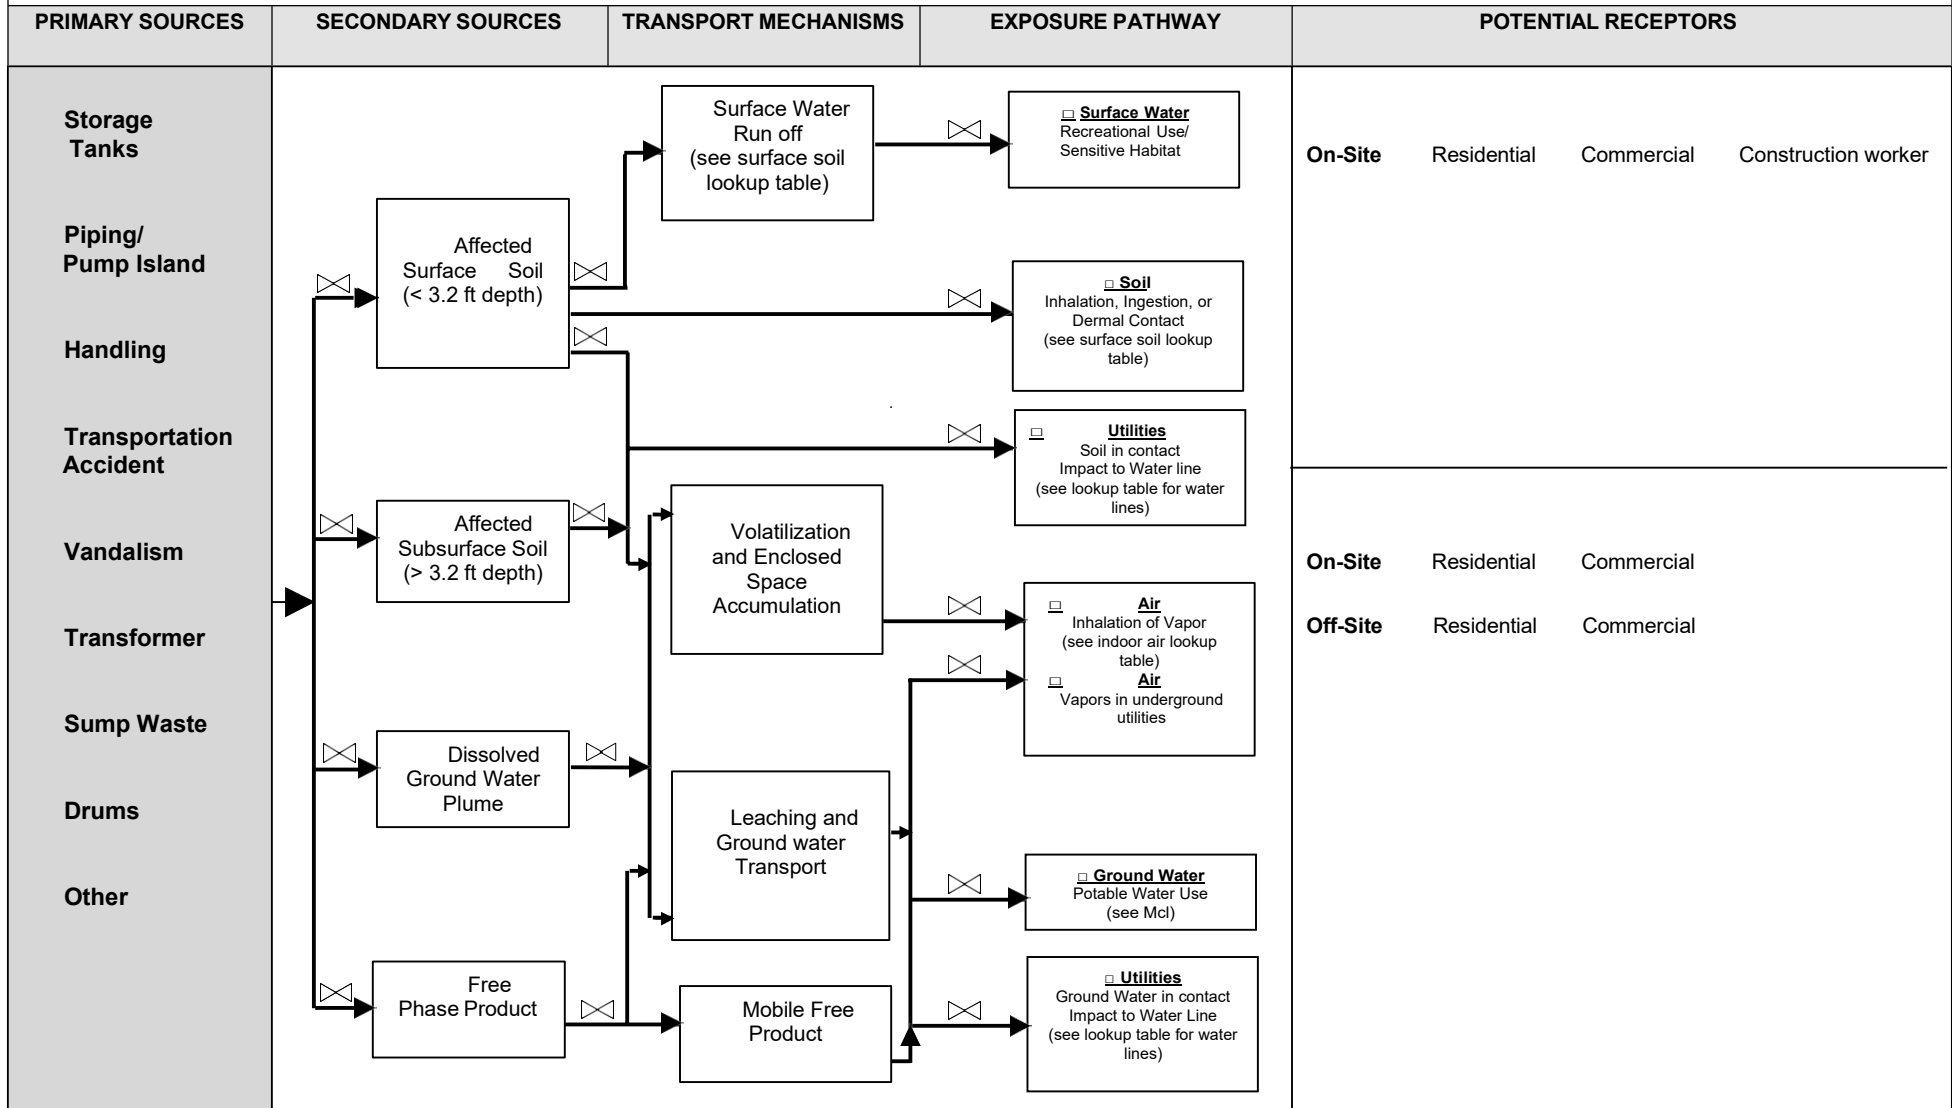 PRIMARY SOURCES
SECONDARY SOURCES
TRANSPORT MECHANISMS
EXPOSURE PATHWAY
POTENTIAL RECEPTORS
Storage
Tanks
Piping/
Pump Island
Handling
Transportation
Accident
Vandalism
Transformer
Sump Waste
Drums
Other
Affected
Surface Soil
(< 3.2 ft depth)
Affected
Subsurface Soil
(> 3.2 ft depth)
Dissolved
Ground Water
Plume
Free
Phase Product
Surface Water
Run off
(see surface soil
lookup table)
Volatilization
and Enclosed
Space
Accumulation
Leaching and
Ground water
Transport
Mobile Free
Product
□ Surface Water
Recreational Use/
Sensitive Habitat
□ Soil
Inhalation, Ingestion, or
Dermal Contact
(see surface soil lookup
table)
□ Utilities
Soil in contact
Impact to Water line
(see lookup table for water
lines)
□ Air
Inhalation of Vapor
(see indoor air lookup
table)
□ Air
Vapors in underground
utilities
□ Ground Water
Potable Water Use
(see Mcl)
□ Utilities
Ground Water in contact
Impact to Water Line
(see lookup table for water
lines)
On-Site Residential Commercial Construction worker
On-Site Residential Commercial
Off-Site Residential Commercial